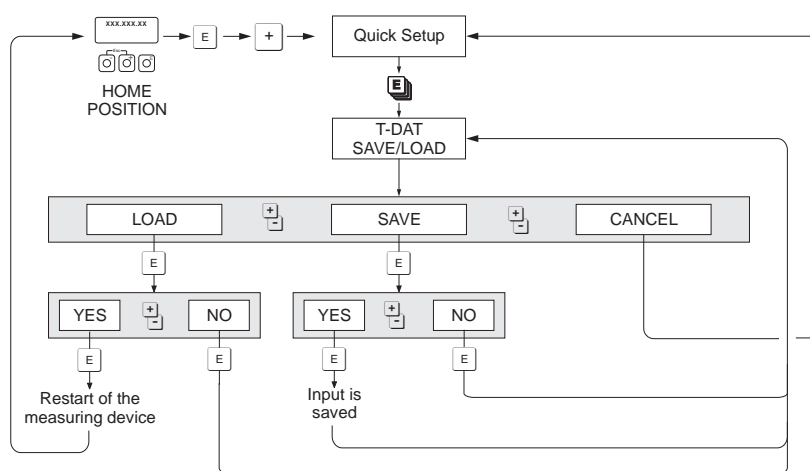 XXX.XXX.XX
Esc
E
+
Quick Setup
HOME
POSITION
E
T-DAT
SAVE/LOAD
LOAD
+
-
SAVE
+
-
CANCEL
E
E
YES
+
-
NO
YES
+
-
NO
E
E
E
E
Restart of the
measuring device
Input is
saved